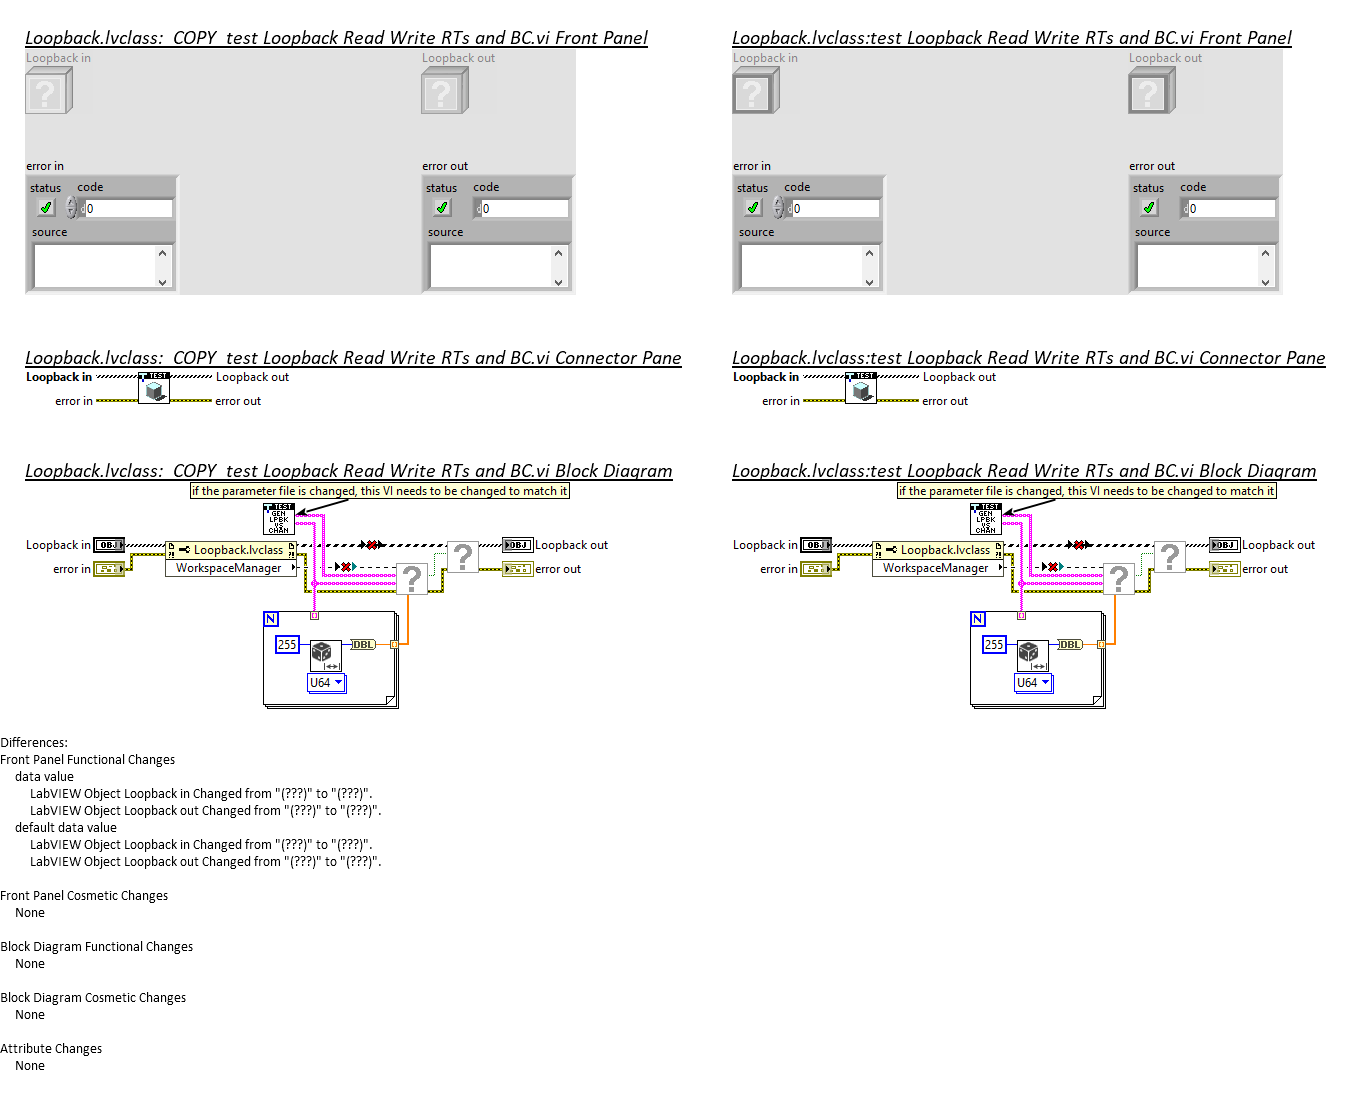 Loopback.lvclass:  COPY  test Loopback Read Write RTs and BC.vi Front Panel
Loopback in
Loopback out
?
?
error in
error out
status
code
status
code
d0
d0
source
source
Loopback.lvclass:test Loopback Read Write RTs and BC.vi Front Panel
Loopback in
Loopback out
?
?
error in
error out
status
code
status
code
d0
d0
source
source
Loopback.lvclass:  COPY  test Loopback Read Write RTs and BC.vi Connector Pane
Loopback in
Loopback out
TEST
error in
error out
Loopback.lvclass:test Loopback Read Write RTs and BC.vi Connector Pane
Loopback in
Loopback out
TEST
error in
error out
Loopback.lvclass:  COPY  test Loopback Read Write RTs and BC.vi Block Diagram
if the parameter file is changed, this VI needs to be changed to match it
TEST
GEN
LPBK
VS
CHAN
Loopback in
OBJ
Loopback.lvclass
?!
?!
?
OBJ
Loopback out
error in
WorkspaceManager
?
error out
N
255
DBL
U64
Loopback.lvclass:test Loopback Read Write RTs and BC.vi Block Diagram
if the parameter file is changed, this VI needs to be changed to match it
TEST
GEN
LPBK
VS
CHAN
Loopback in
OBJ
Loopback.lvclass
?!
?!
?
OBJ
Loopback out
error in
WorkspaceManager
?
error out
N
255
DBL
U64
Differences:
Front Panel Functional Changes
data value
LabVIEW Object Loopback in Changed from "(???)" to "(???)".
LabVIEW Object Loopback out Changed from "(???)" to "(???)".
default data value
LabVIEW Object Loopback in Changed from "(???)" to "(???)".
LabVIEW Object Loopback out Changed from "(???)" to "(???)".
Front Panel Cosmetic Changes
None
Block Diagram Functional Changes
None
Block Diagram Cosmetic Changes
None
Attribute Changes
None